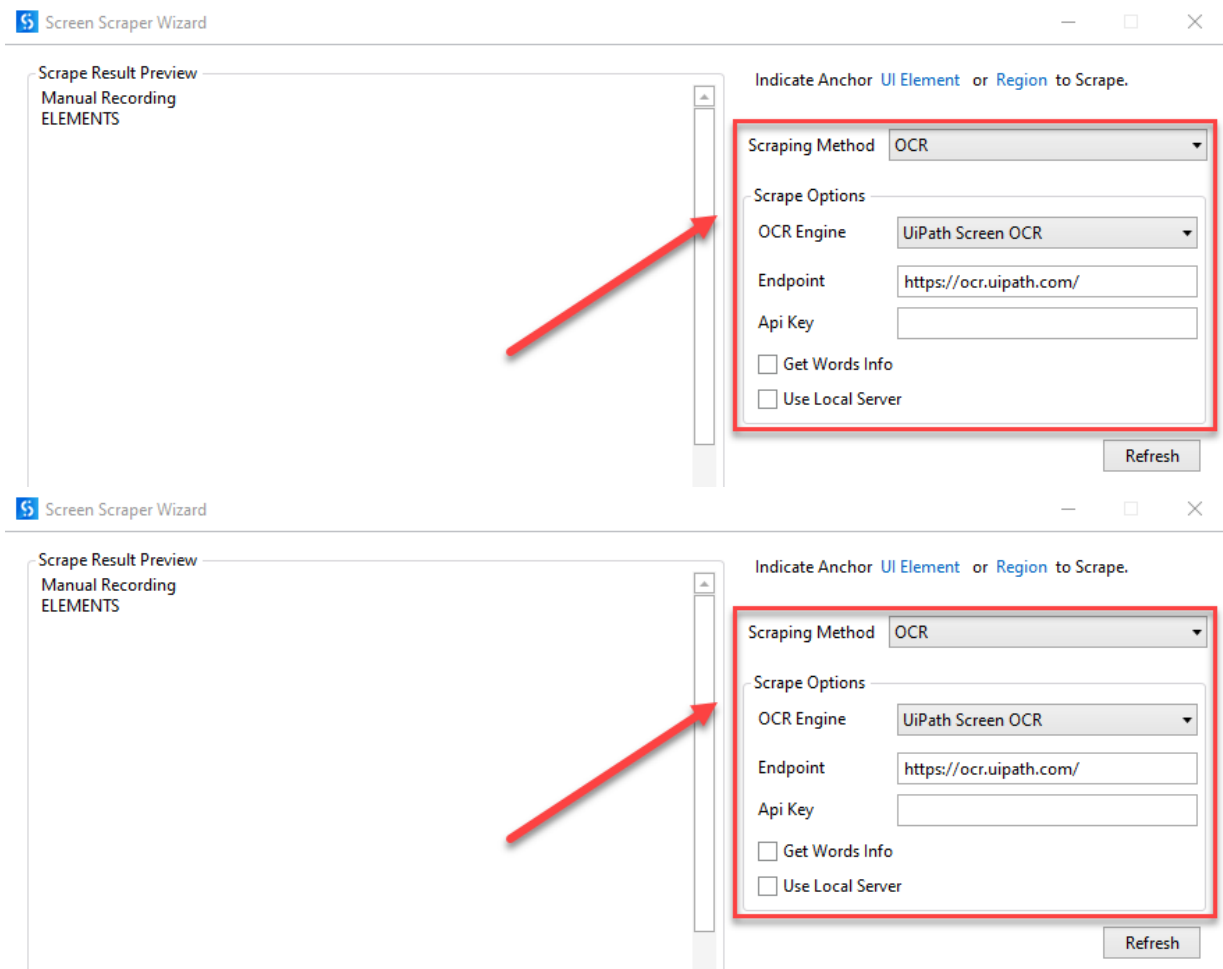 Screen Scraper Wizard
Scrape Result Preview
Manual Recording
ELEMENTS
Indicate Anchor UI Element or Region to Scrape.
Scraping Method OCR
Scrape Options
OCR Engine UiPath Screen OCR
Endpoint https://ocr.uipath.com/
Api Key
Get Words Info
Use Local Server
Refresh
Screen Scraper Wizard
Scrape Result Preview
Manual Recording
ELEMENTS
Indicate Anchor UI Element or Region to Scrape.
Scraping Method OCR
Scrape Options
OCR Engine UiPath Screen OCR
Endpoint https://ocr.uipath.com/
Api Key
Get Words Info
Use Local Server
Refresh